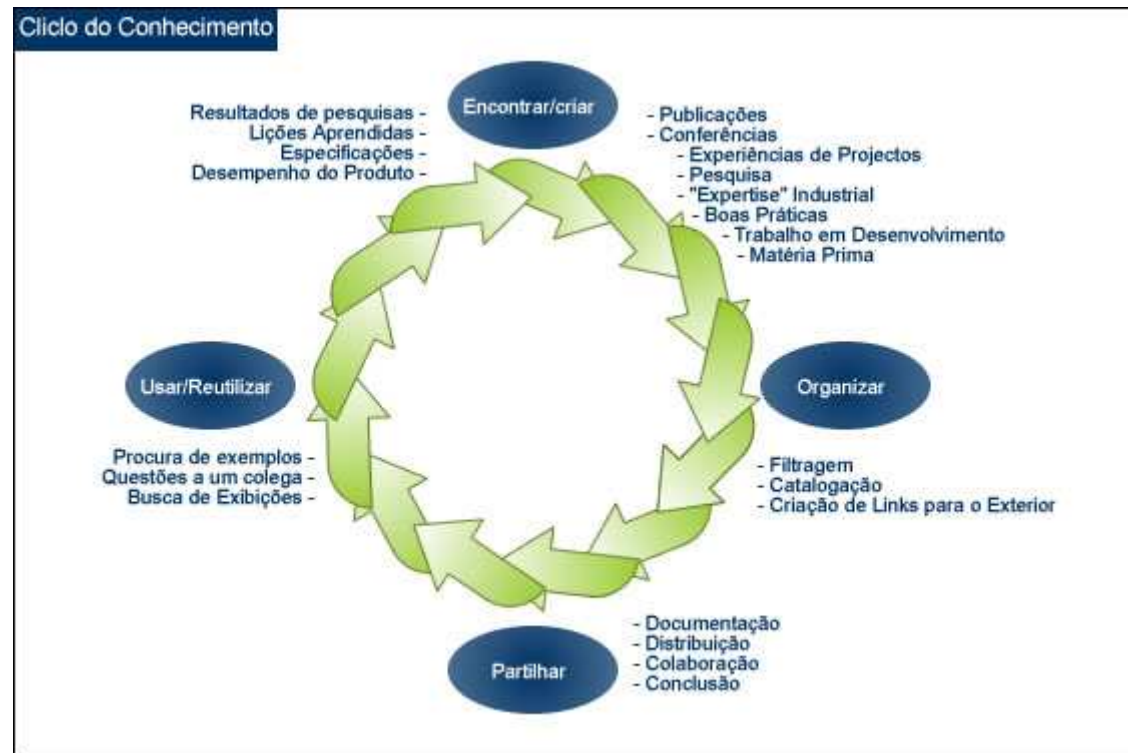 Cliclo do Conhecimento
Encontrar/criar
Resultados de pesquisas -
Lições Aprendidas -
Especificações -
Desempenho do Produto -
- Publicações
- Conferências
- Experiências de Projectos
- Pesquisa
- "Expertise" Industrial
- Boas Práticas
- Trabalho em Desenvolvimento
- Matéria Prima
Organizar
- Filtragem
- Catalogação
- Criação de Links para o Exterior
Partilhar
- Documentação
- Distribuição
- Colaboração
- Conclusão
Usar/Reutilizar
Procura de exemplos -
Questões a um colega -
Busca de Exibições -